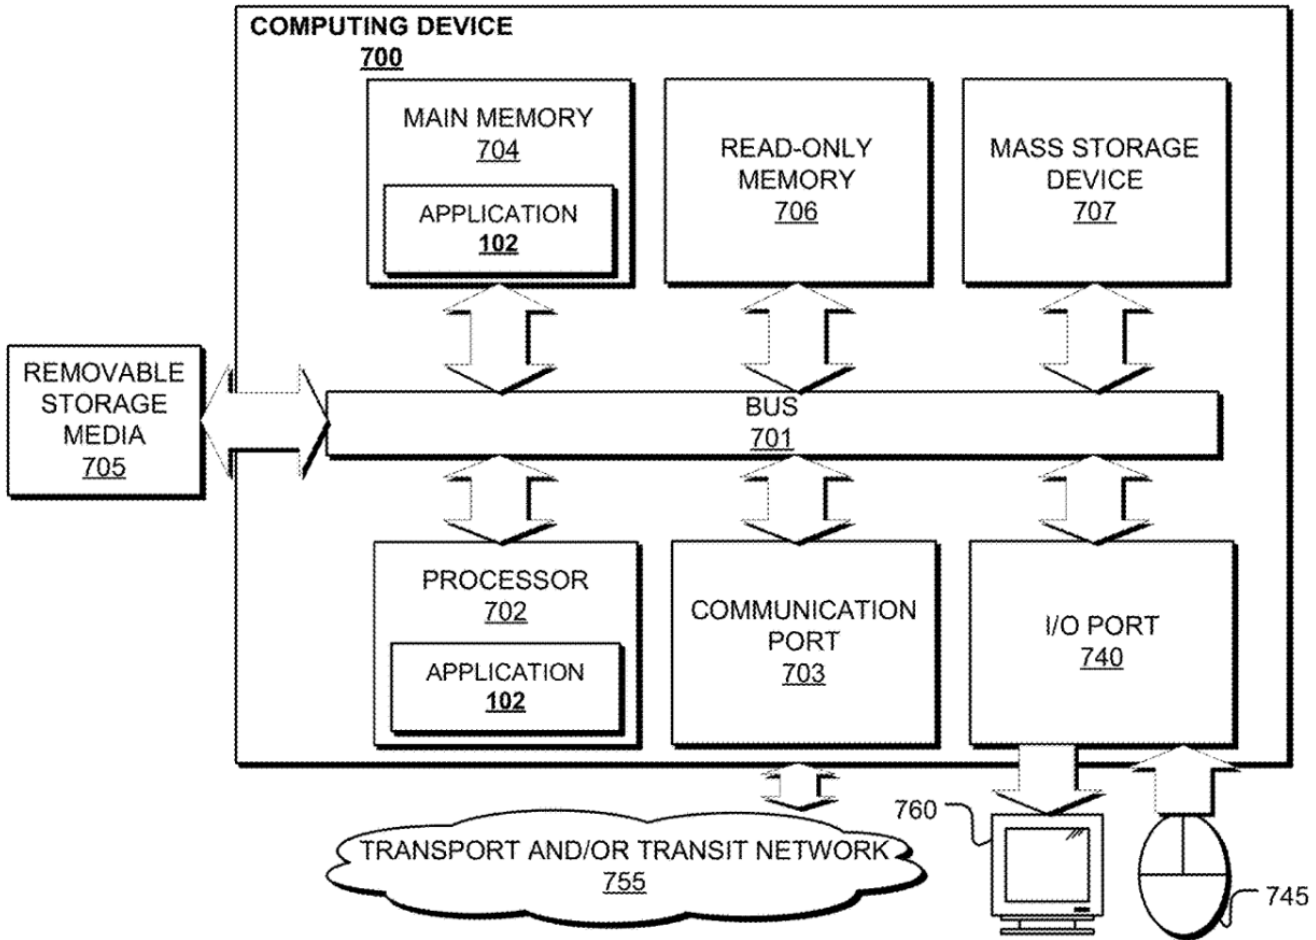 COMPUTING DEVICE
700
MAIN MEMORY
704
APPLICATION
102
READ-ONLY
MEMORY
706
MASS STORAGE
DEVICE
707
REMOVABLE
STORAGE
MEDIA
705
BUS
701
PROCESSOR
702
APPLICATION
102
COMMUNICATION
PORT
703
I/O PORT
740
TRANSPORT AND/OR TRANSIT NETWORK
755
760
745